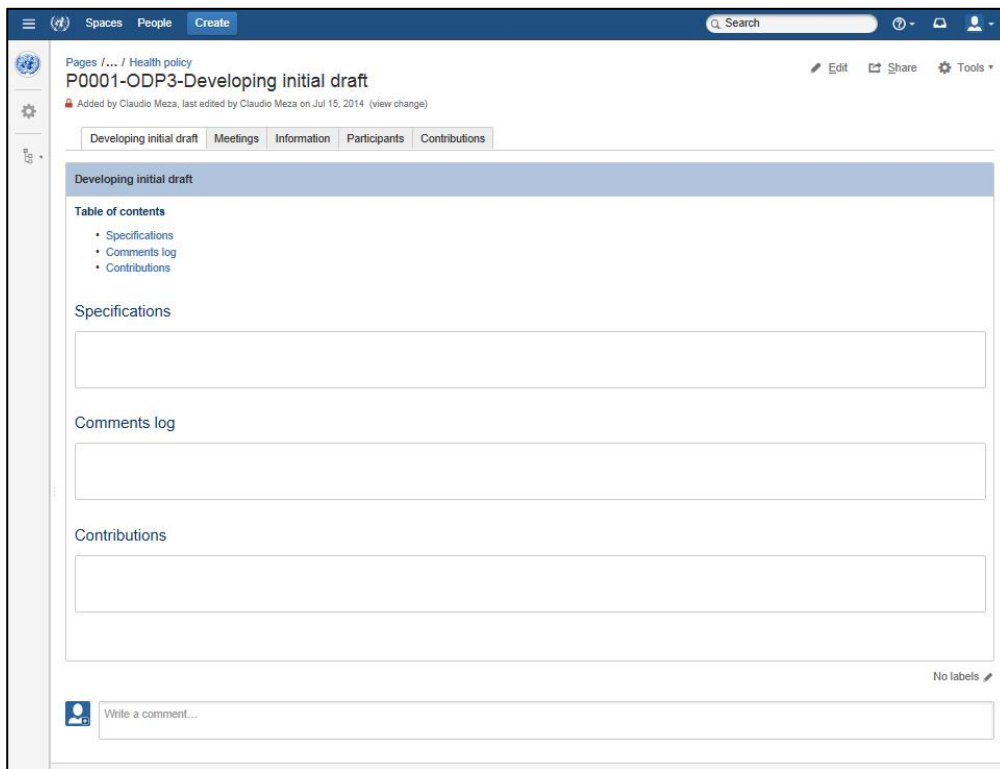 Spaces People Create Search
Pages /... / Health policy
P0001-ODP3-Developing initial draft
Edit Share Tools
Added by Claudio Meza, last edited by Claudio Meza on Jul 15, 2014 (view change)
Developing initial draft Meetings Information Participants Contributions
Developing initial draft
Table of contents
• Specifications
• Comments log
• Contributions
Specifications
Comments log
Contributions
No labels
Write a comment...